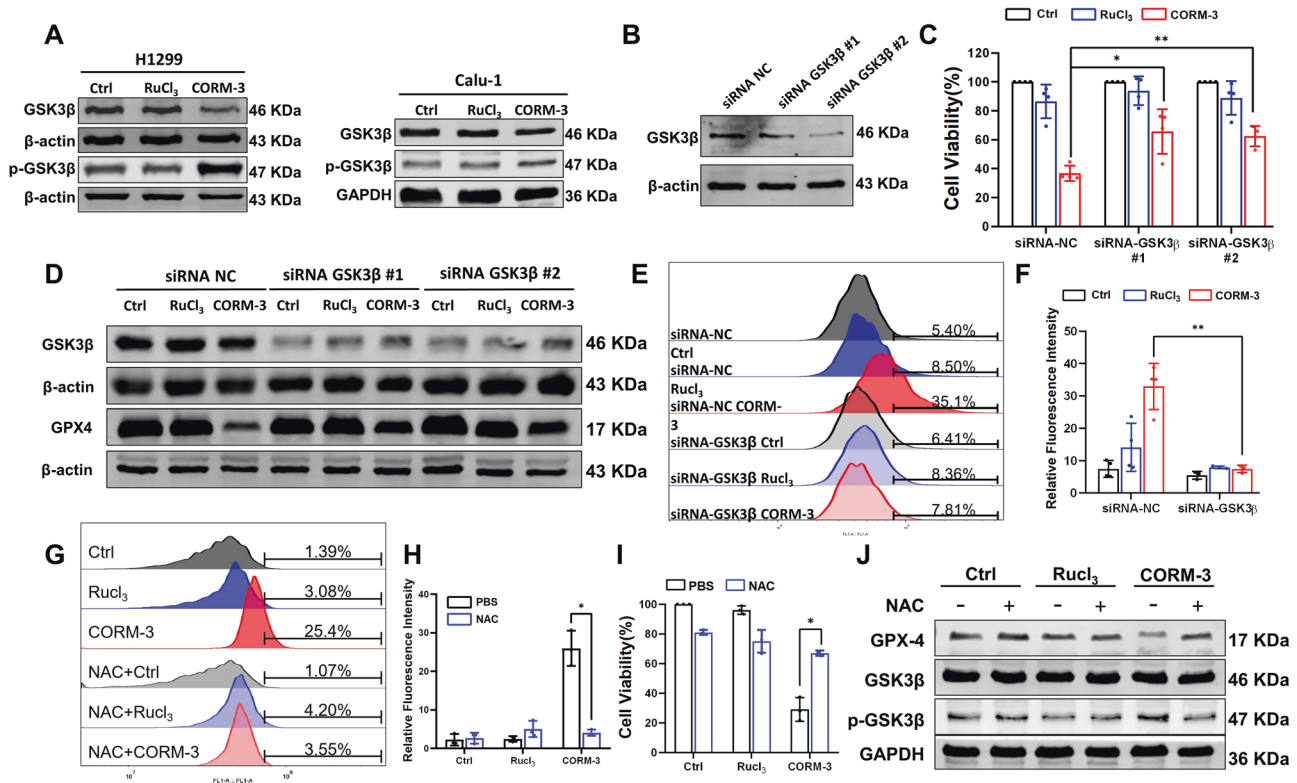 A
H1299
Ctrl RuCl3 CORM-3
GSK3β 46 KDa
β-actin 43 KDa
p-GSK3β 47 KDa
β-actin 43 KDa
Calu-1
Ctrl RuCl3 CORM-3
GSK3β 46 KDa
p-GSK3β 47 KDa
GAPDH 36 KDa
B
siRNA NC siRNA GSK3β #1 siRNA GSK3β #2
GSK3β 46 KDa
β-actin 43 KDa
C
Ctrl RuCl3 CORM-3
Cell Viability(%)
* **
100
80
60
40
20
0
siRNA-NC siRNA-GSK3β #1 siRNA-GSK3β #2
D
siRNA NC siRNA GSK3β #1 siRNA GSK3β #2
Ctrl RuCl3 CORM-3 Ctrl RuCl3 CORM-3 Ctrl RuCl3 CORM-3
GSK3β 46 KDa
β-actin 43 KDa
GPX4 17 KDa
β-actin 43 KDa
E
siRNA-NC 5.40%
Ctrl
siRNA-NC 8.50%
Rucl3
siRNA-NC CORM- 35.1%
3
siRNA-GSK3β Ctrl 6.41%
siRNA-GSK3β Rucl3 8.36%
siRNA-GSK3β CORM-3 7.81%
FL1-A :: FL1-A
F
Ctrl RuCl3 CORM-3
Relative Fluorescence Intensity
**
50
40
30
20
10
0
siRNA-NC siRNA-GSK3β
G
Ctrl 1.39%
Rucl3 3.08%
CORM-3 25.4%
NAC+Ctrl 1.07%
NAC+Rucl3 4.20%
NAC+CORM-3 3.55%
10^7 10^8
FL1-A :: FL1-A
H
PBS
NAC
Relative Fluorescence Intensity
*
40
30
20
10
0
Ctrl RuCl3 CORM-3
I
PBS NAC
Cell Viability(%)
*
100
80
60
40
20
0
Ctrl RuCl3 CORM-3
J
Ctrl Rucl3 CORM-3
NAC - + - + - +
GPX-4 17 KDa
GSK3β 46 KDa
p-GSK3β 47 KDa
GAPDH 36 KDa